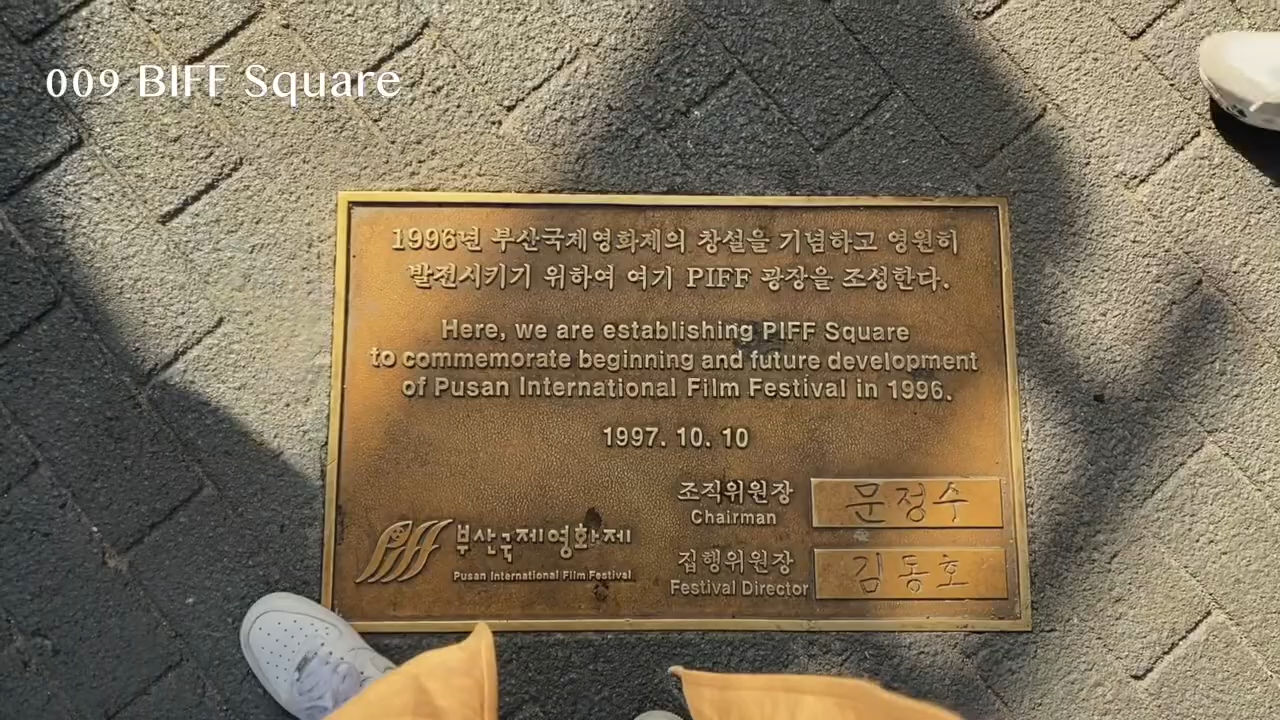 009 BIFF Square
1996년 부산국제영화제의 창설을 기념하고 영원히
발전시키기 위하여 여기 PIFF 광장을 조성한다.
Here, we are establishing PIFF Square
to commemorate beginning and future development
of Pusan International Film Festival in 1996.
1997. 10. 10
조직위원장 문정수
Chairman
집행위원장 김동호
Festival Director
Piff 부산국제영화제
Pusan International Film Festival